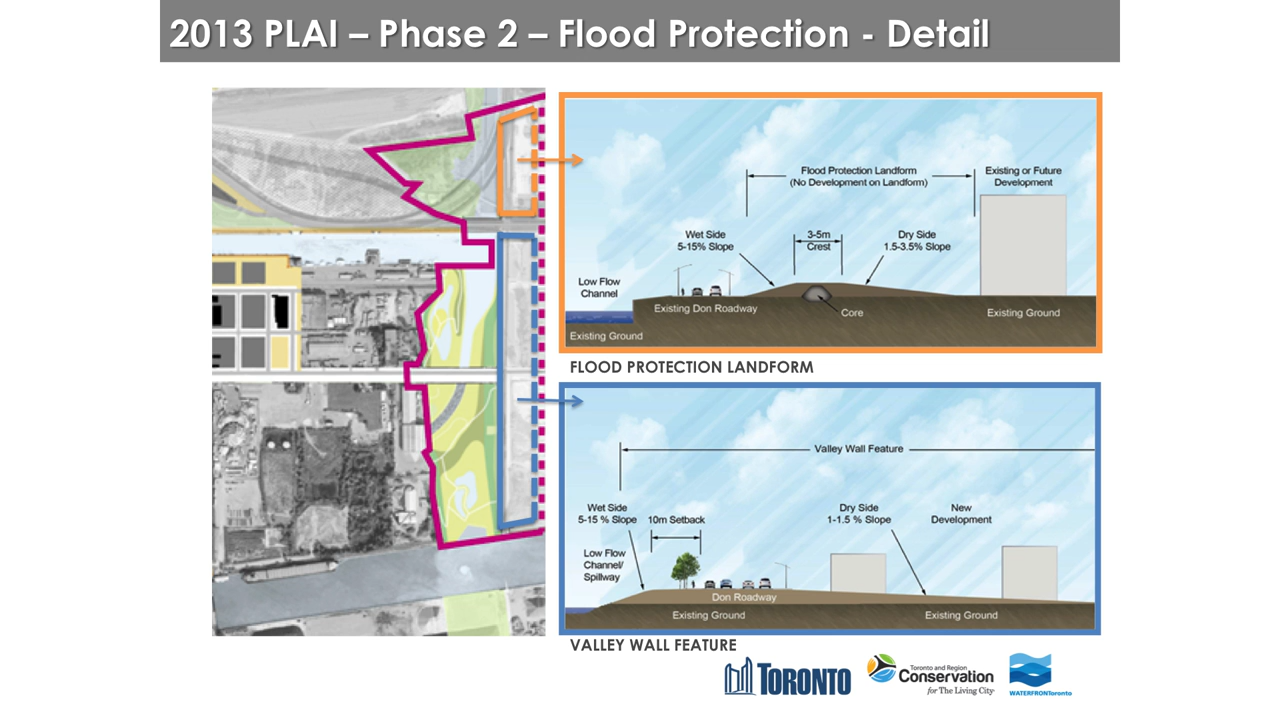 2013 PLAI – Phase 2 – Flood Protection - Detail
Flood Protection Landform
(No Development on Landform)
Existing or Future
Development
Wet Side
5-15% Slope
3-5m
Crest
Dry Side
1.5-3.5% Slope
Low Flow
Channel
Existing Don Roadway
Core
Existing Ground
Existing Ground
FLOOD PROTECTION LANDFORM
Valley Wall Feature
Wet Side
5-15 % Slope
10m Setback
Dry Side
1-1.5 % Slope
New
Development
Low Flow
Channel/
Spillway
Don Roadway
Existing Ground
Existing Ground
VALLEY WALL FEATURE
TORONTO
Toronto and Region
Conservation
for The Living City
WATERFRONToronto